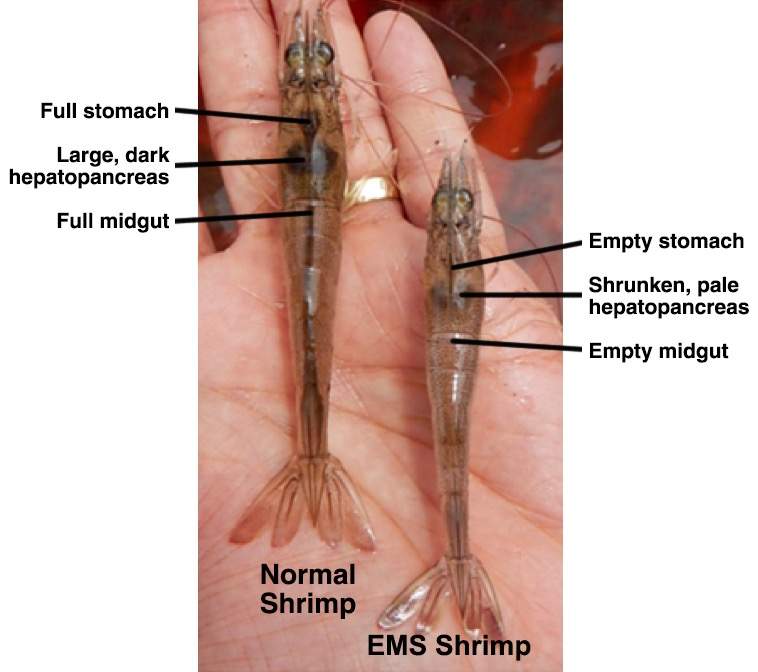 Full stomach
Large, dark
hepatopancreas
Full midgut
Empty stomach
Shrunken, pale
hepatopancreas
Empty midgut
Normal
Shrimp
EMS Shrimp